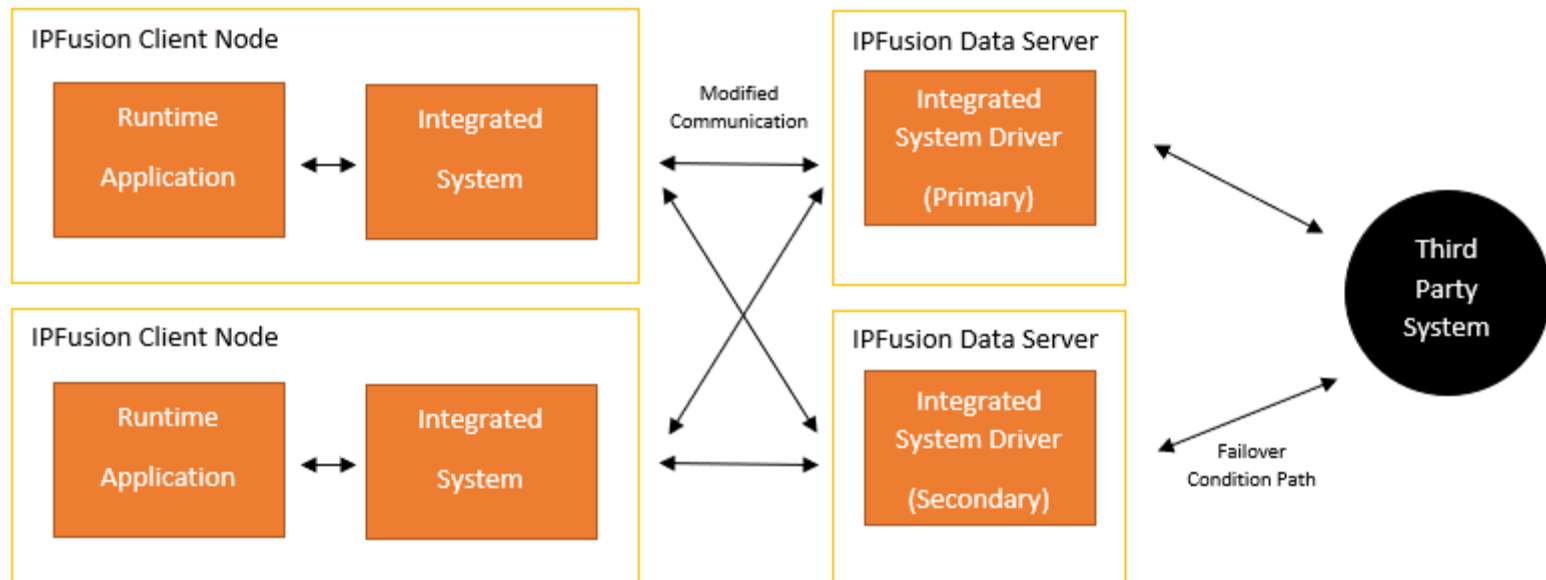 IPFusion Client Node
Runtime
Application
Integrated
System
Modified
Communication
IPFusion Data Server
Integrated
System Driver
(Primary)
Third
Party
System
IPFusion Client Node
Runtime
Application
Integrated
System
IPFusion Data Server
Integrated
System Driver
(Secondary)
Failover
Condition Path